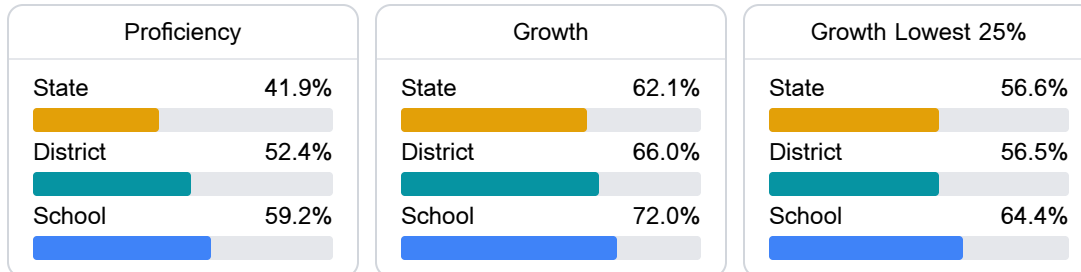 Proficiency
State 41.9%
District 52.4%
School 59.2%
Growth
State 62.1%
District 66.0%
School 72.0%
Growth Lowest 25%
State 56.6%
District 56.5%
School 64.4%